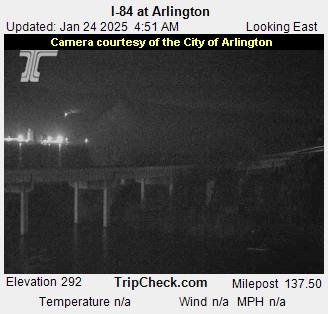 I-84 at Arlington
Updated: Jan 24 2025 4:51 AM Looking East
Camera courtesy of the City of Arlington
Elevation 292 TripCheck.com Milepost 137.50
Temperature n/a Wind n/a MPH n/a